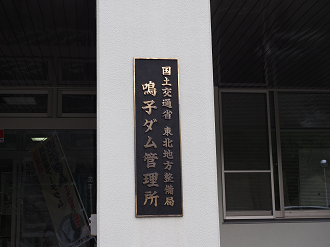 国土交通省 東北地方整備局
鳴子ダム管理所